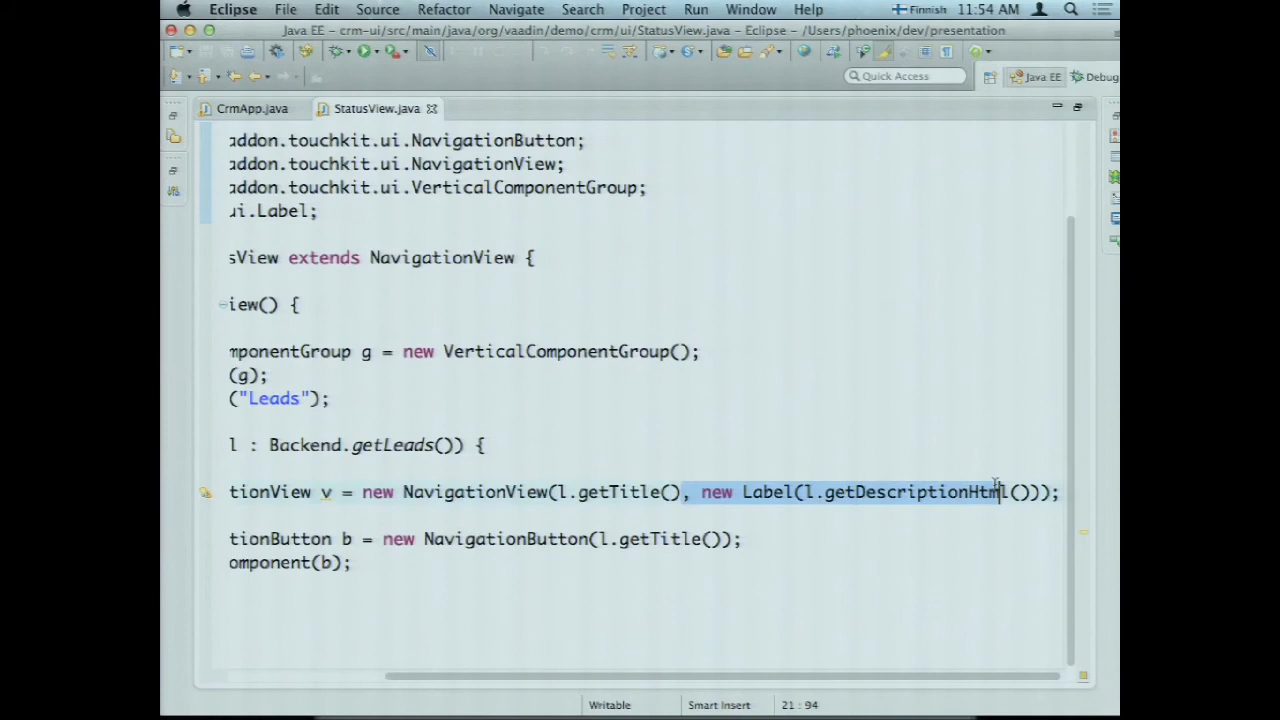 Eclipse File Edit Source Refactor Navigate Search Project Run Window Help Finnish 11:54 AM
Java EE - crm-ui/src/main/java/org/vaadin/demo/crm/ui/StatusView.java - Eclipse - /Users/phoenix/dev/presentation
Quick Access Java EE Debug
CrmApp.java StatusView.java
addon.touchkit.ui.NavigationButton;
addon.touchkit.ui.NavigationView;
addon.touchkit.ui.VerticalComponentGroup;
ui.Label;
sView extends NavigationView {
iew() {
mponentGroup g = new VerticalComponentGroup();
(g);
("Leads");
l : Backend.getLeads()) {
tionView v = new NavigationView(l.getTitle(), new Label(l.getDescriptionHtml()));
tionButton b = new NavigationButton(l.getTitle());
omponent(b);
Writable Smart Insert 21 : 94